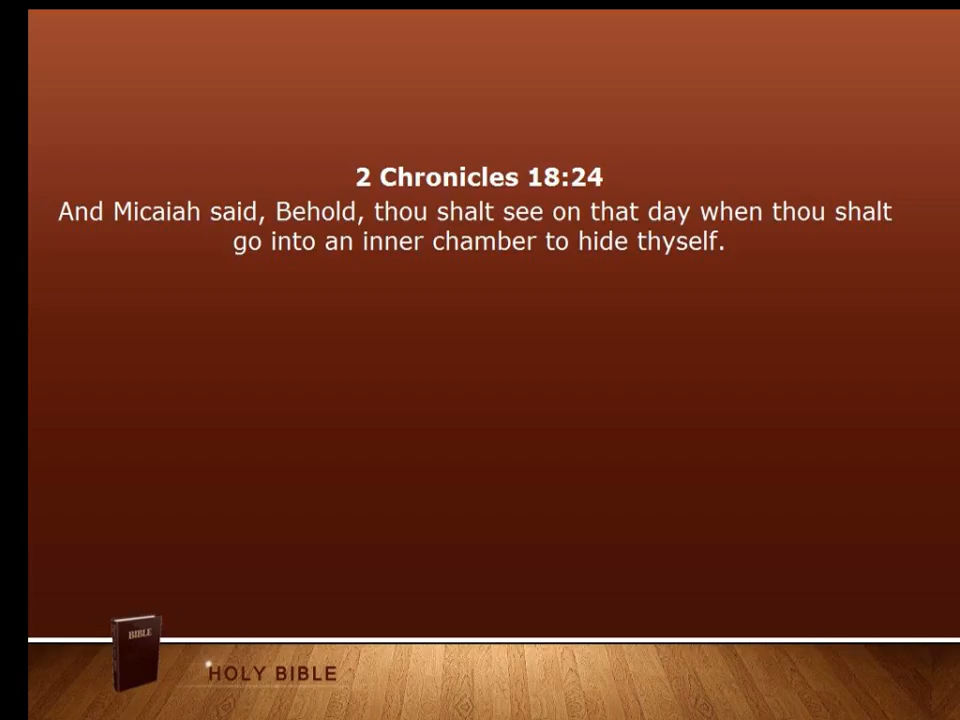 2 Chronicles 18:24
And Micaiah said, Behold, thou shalt see on that day when thou shalt
go into an inner chamber to hide thyself.
BIBLE
HOLY BIBLE